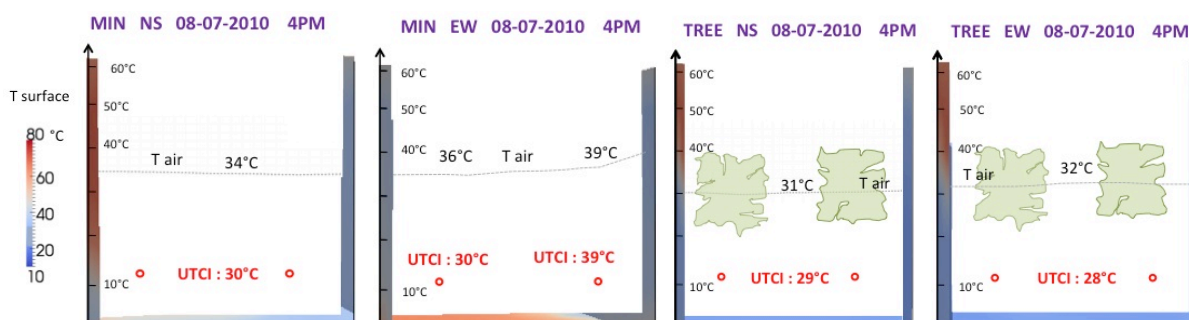 MIN NS 08-07-2010 4PM
MIN EW 08-07-2010 4PM
TREE NS 08-07-2010 4PM
TREE EW 08-07-2010 4PM
T surface
80 °C
60
40
20
10
60°C
50°C
40°C
T air
34°C
UTCI : 30°C
10°C
60°C
50°C
40°C
36°C
T air
39°C
UTCI : 30°C
UTCI : 39°C
10°C
60°C
50°C
40°C
31°C
T air
UTCI : 29°C
10°C
60°C
50°C
40°C
T air
32°C
UTCI : 28°C
10°C